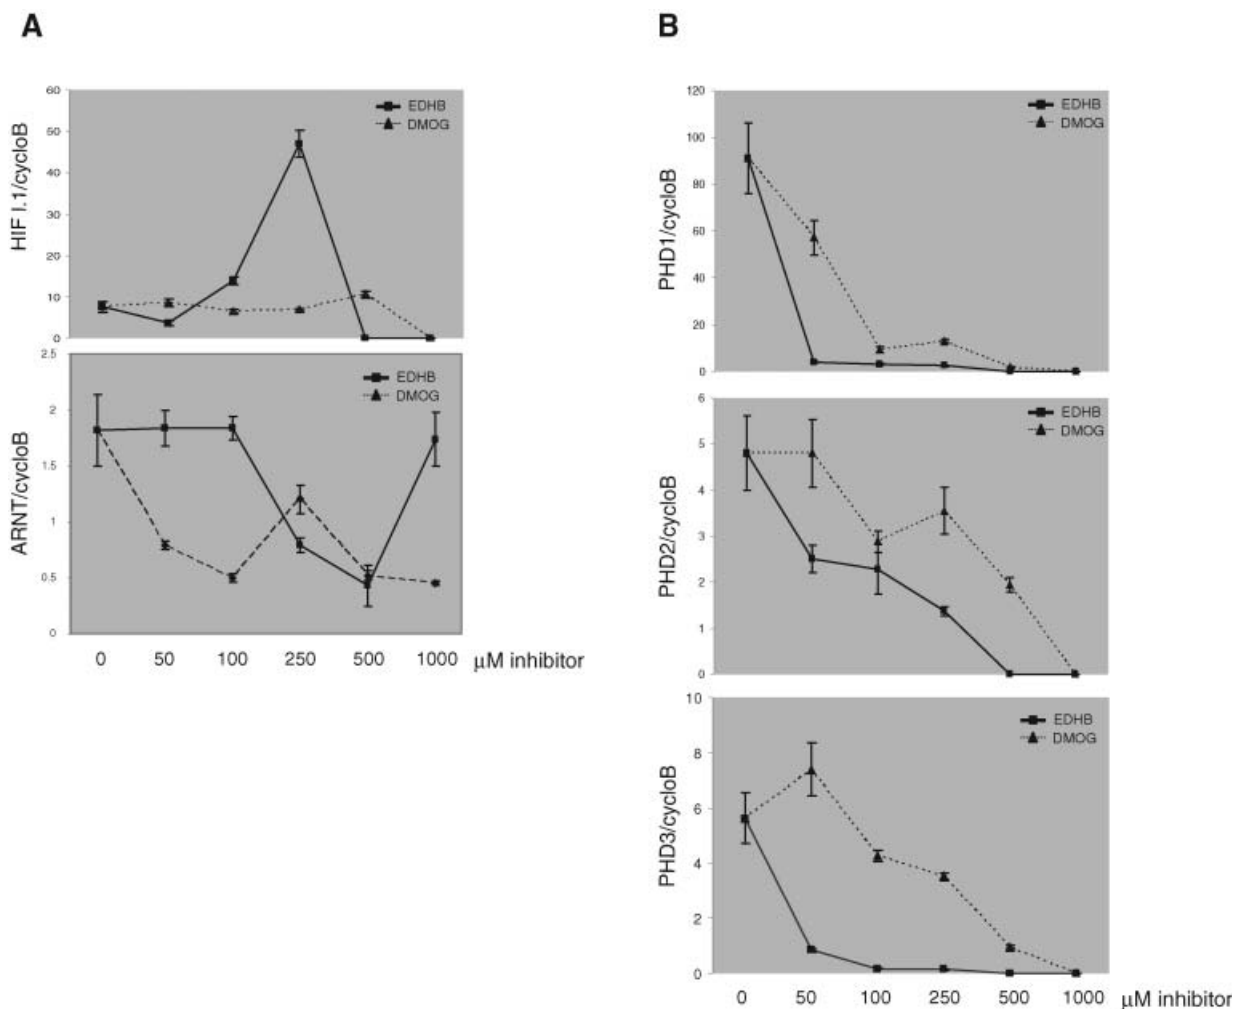 A
HIF I.1/cycloB
60
50
40
30
20
10
0
EDHB
DMOG
ARNT/cycloB
2.5
2
1.5
1
0.5
0
EDHB
DMOG
0 50 100 250 500 1000 μM inhibitor
B
PHD1/cycloB
120
100
80
60
40
20
0
EDHB
DMOG
PHD2/cycloB
6
5
4
3
2
1
0
EDHB
DMOG
PHD3/cycloB
10
8
6
4
2
0
EDHB
DMOG
0 50 100 250 500 1000 μM inhibitor